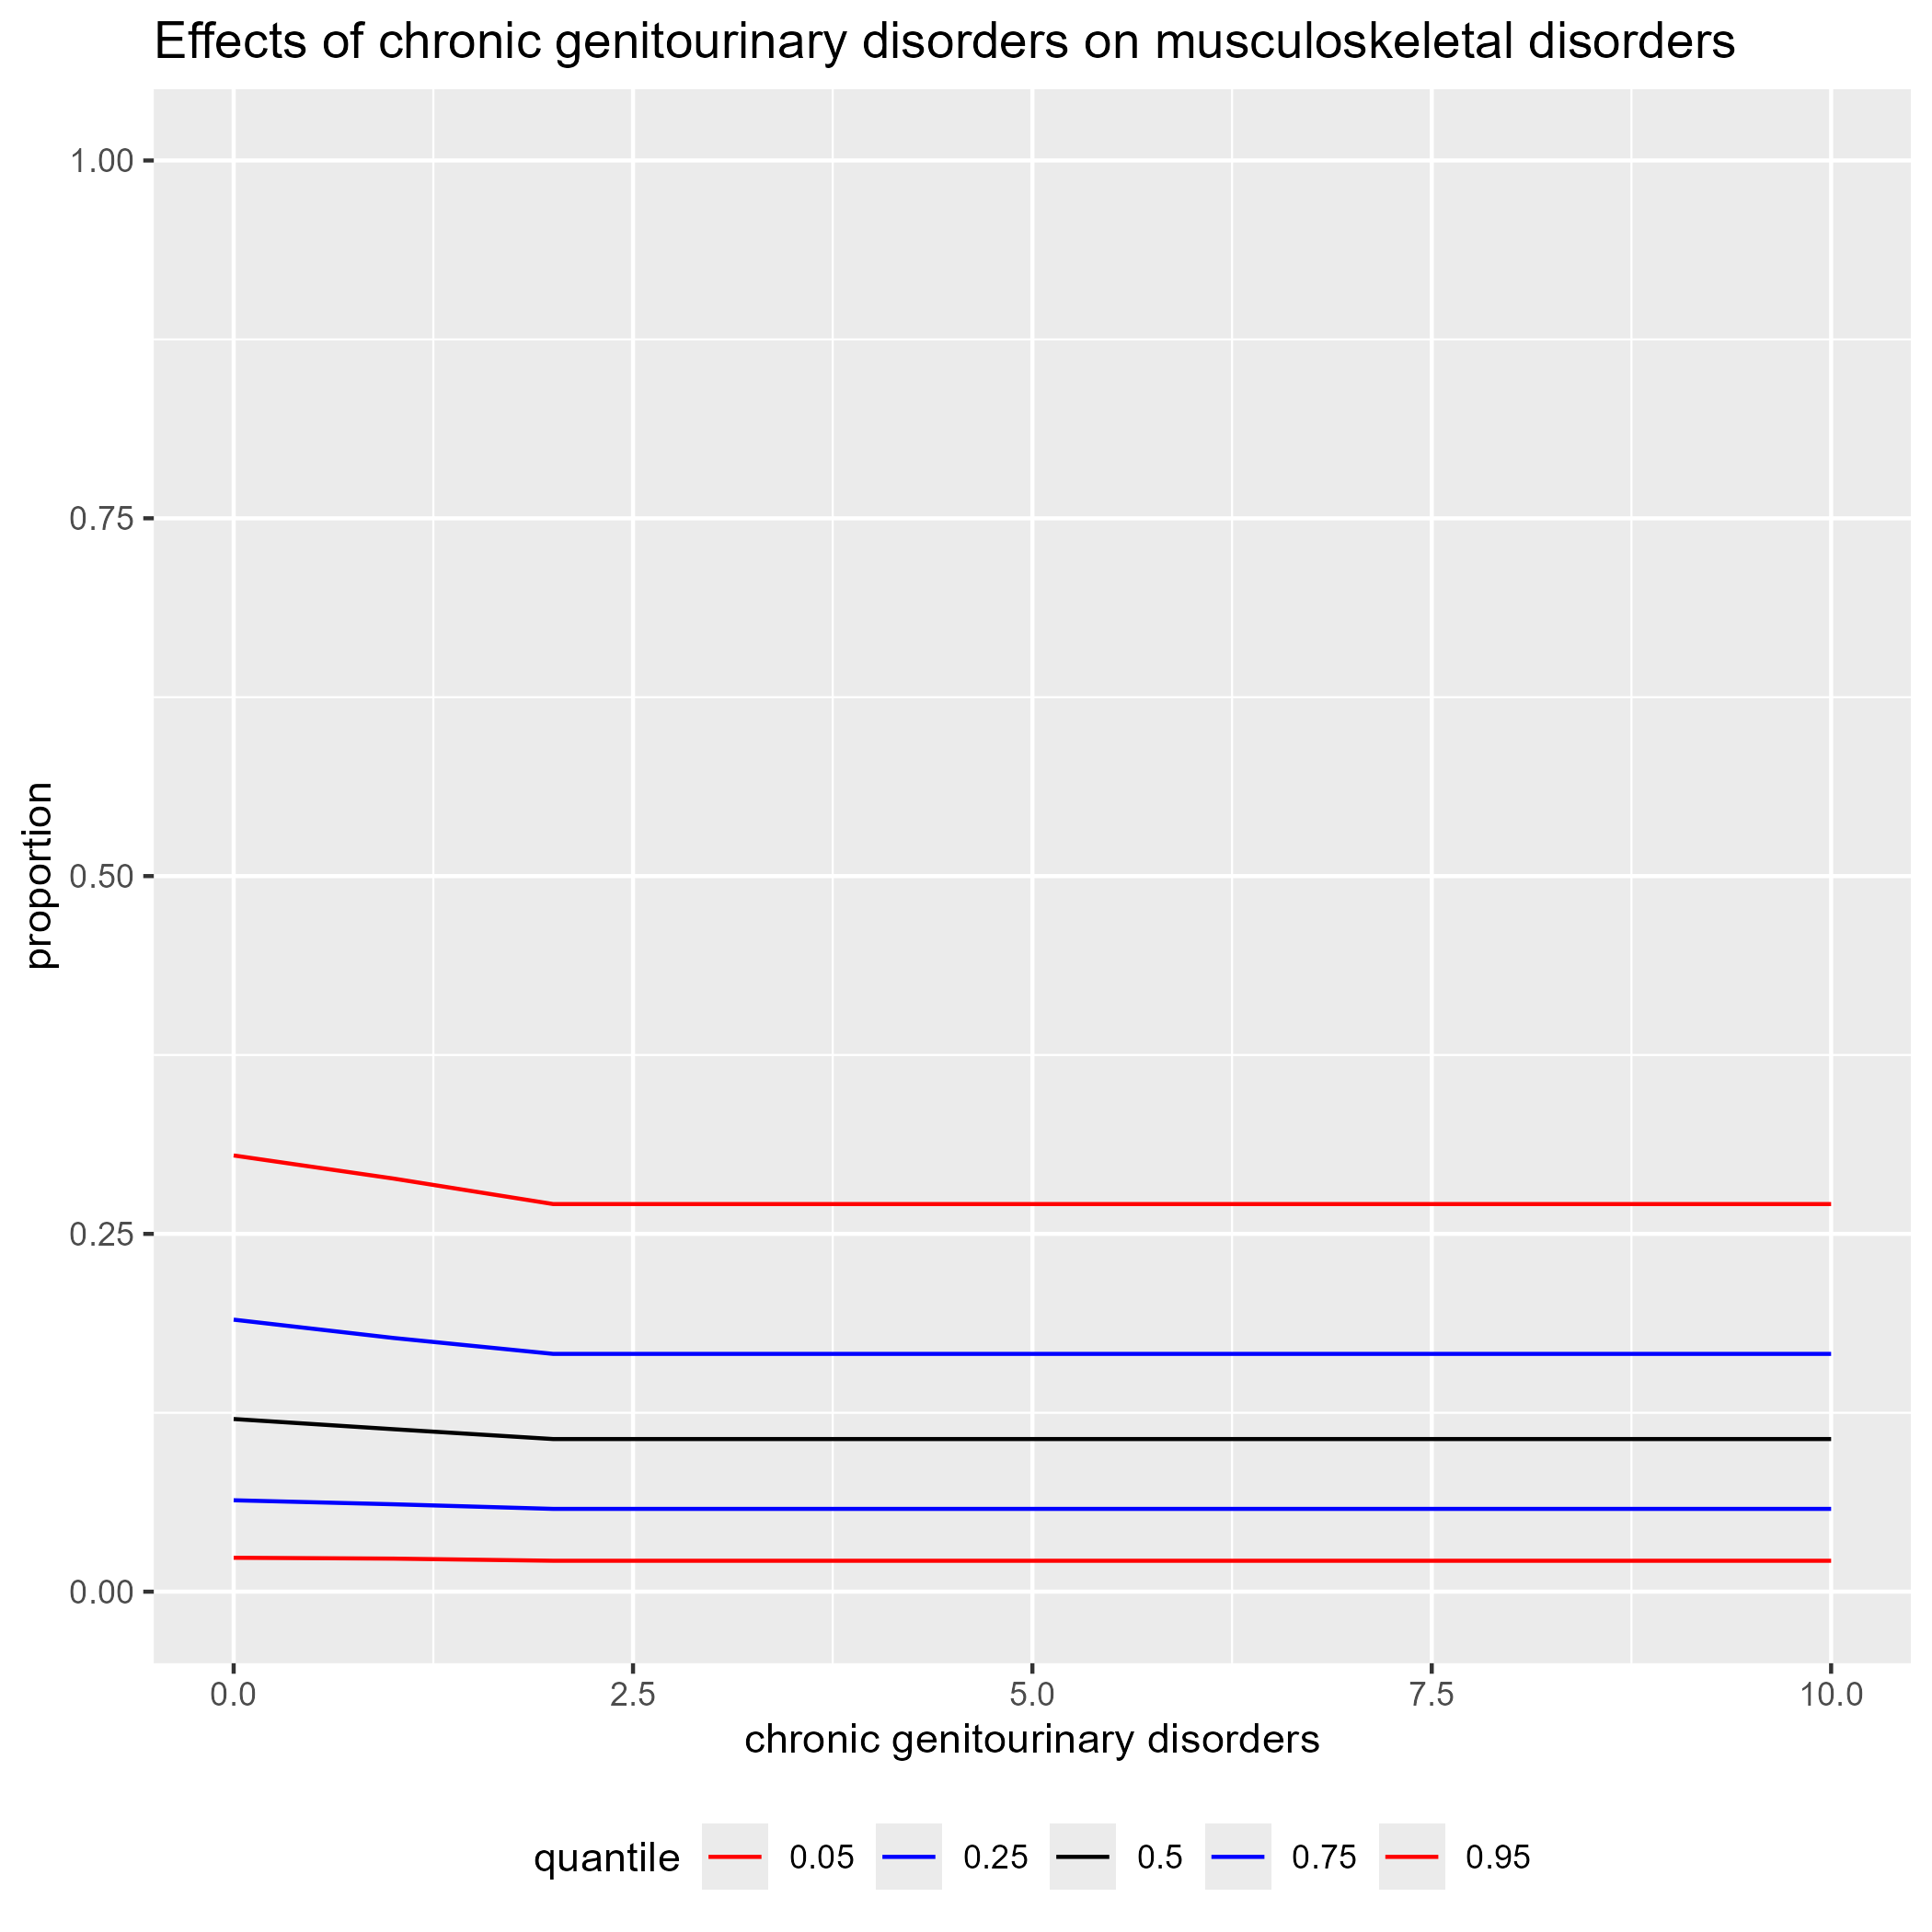 Effects of chronic genitourinary disorders on musculoskeletal disorders
1.00
0.75
0.50
0.25
0.00
proportion
0.0 2.5 5.0 7.5 10.0
chronic genitourinary disorders
quantile 0.05 0.25 0.5 0.75 0.95